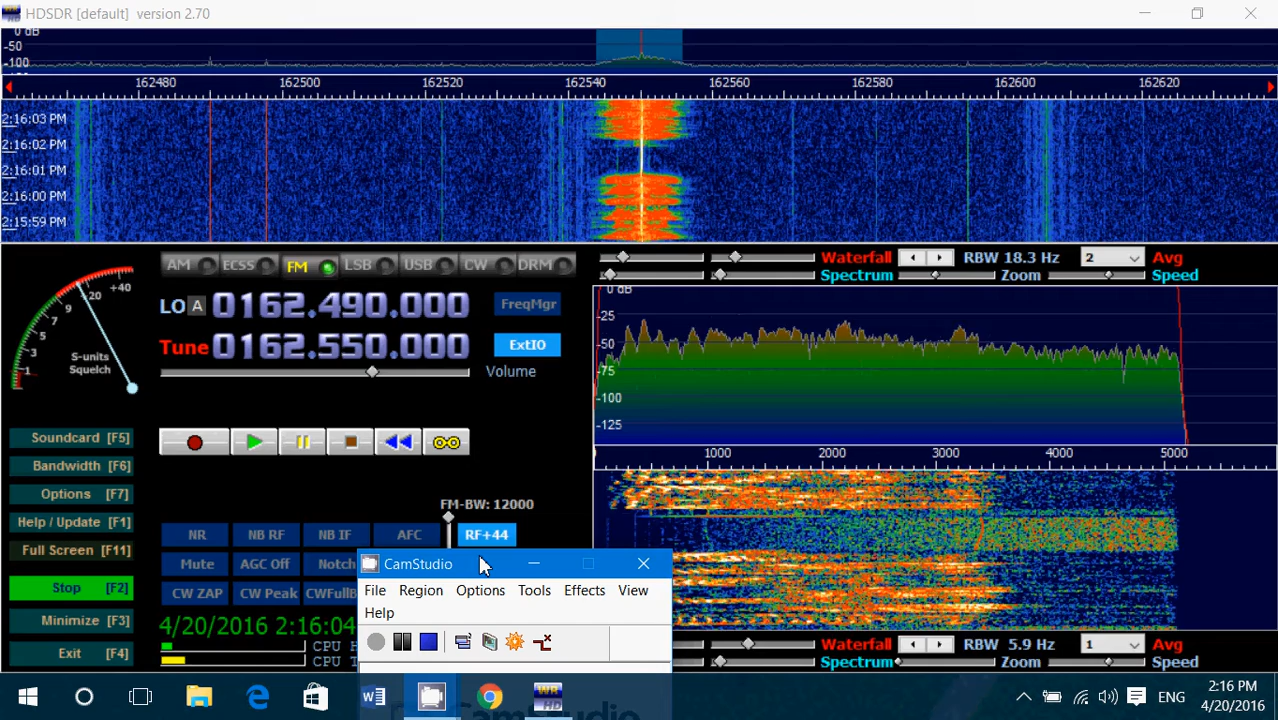 HDSDR [default]   version 2.70
0 dB
-50
-100
162480 162500 162520 162540 162560 162580 162600 162620
2:16:03 PM
2:16:02 PM
2:16:01 PM
2:16:00 PM
2:15:59 PM
AM ECSS FM LSB USB CW DRM
Waterfall RBW 18.3 Hz 2 Avg
Spectrum Zoom Speed
+40
+20
9
7
5
3
1
S-units
Squelch
LO A 0162.490.000 FreqMgr
Tune 0162.550.000 ExtIO
Volume
0 dB
-25
-50
-75
-100
-125
1000 2000 3000 4000 5000
Soundcard [F5]
Bandwidth [F6]
Options [F7]
Help / Update [F1]
Full Screen [F11]
Stop [F2]
Minimize [F3]
Exit [F4]
FM-BW: 12000
NR NB RF NB IF AFC RF+44
Mute AGC Off Notch
CW ZAP CW Peak CWFullB
4/20/2016 2:16:04
CPU H
CPU T
CamStudio
File Region Options Tools Effects View
Help
CamStudio
Waterfall RBW 5.9 Hz 1 Avg
Spectrum Zoom Speed
ENG
2:16 PM
4/20/2016